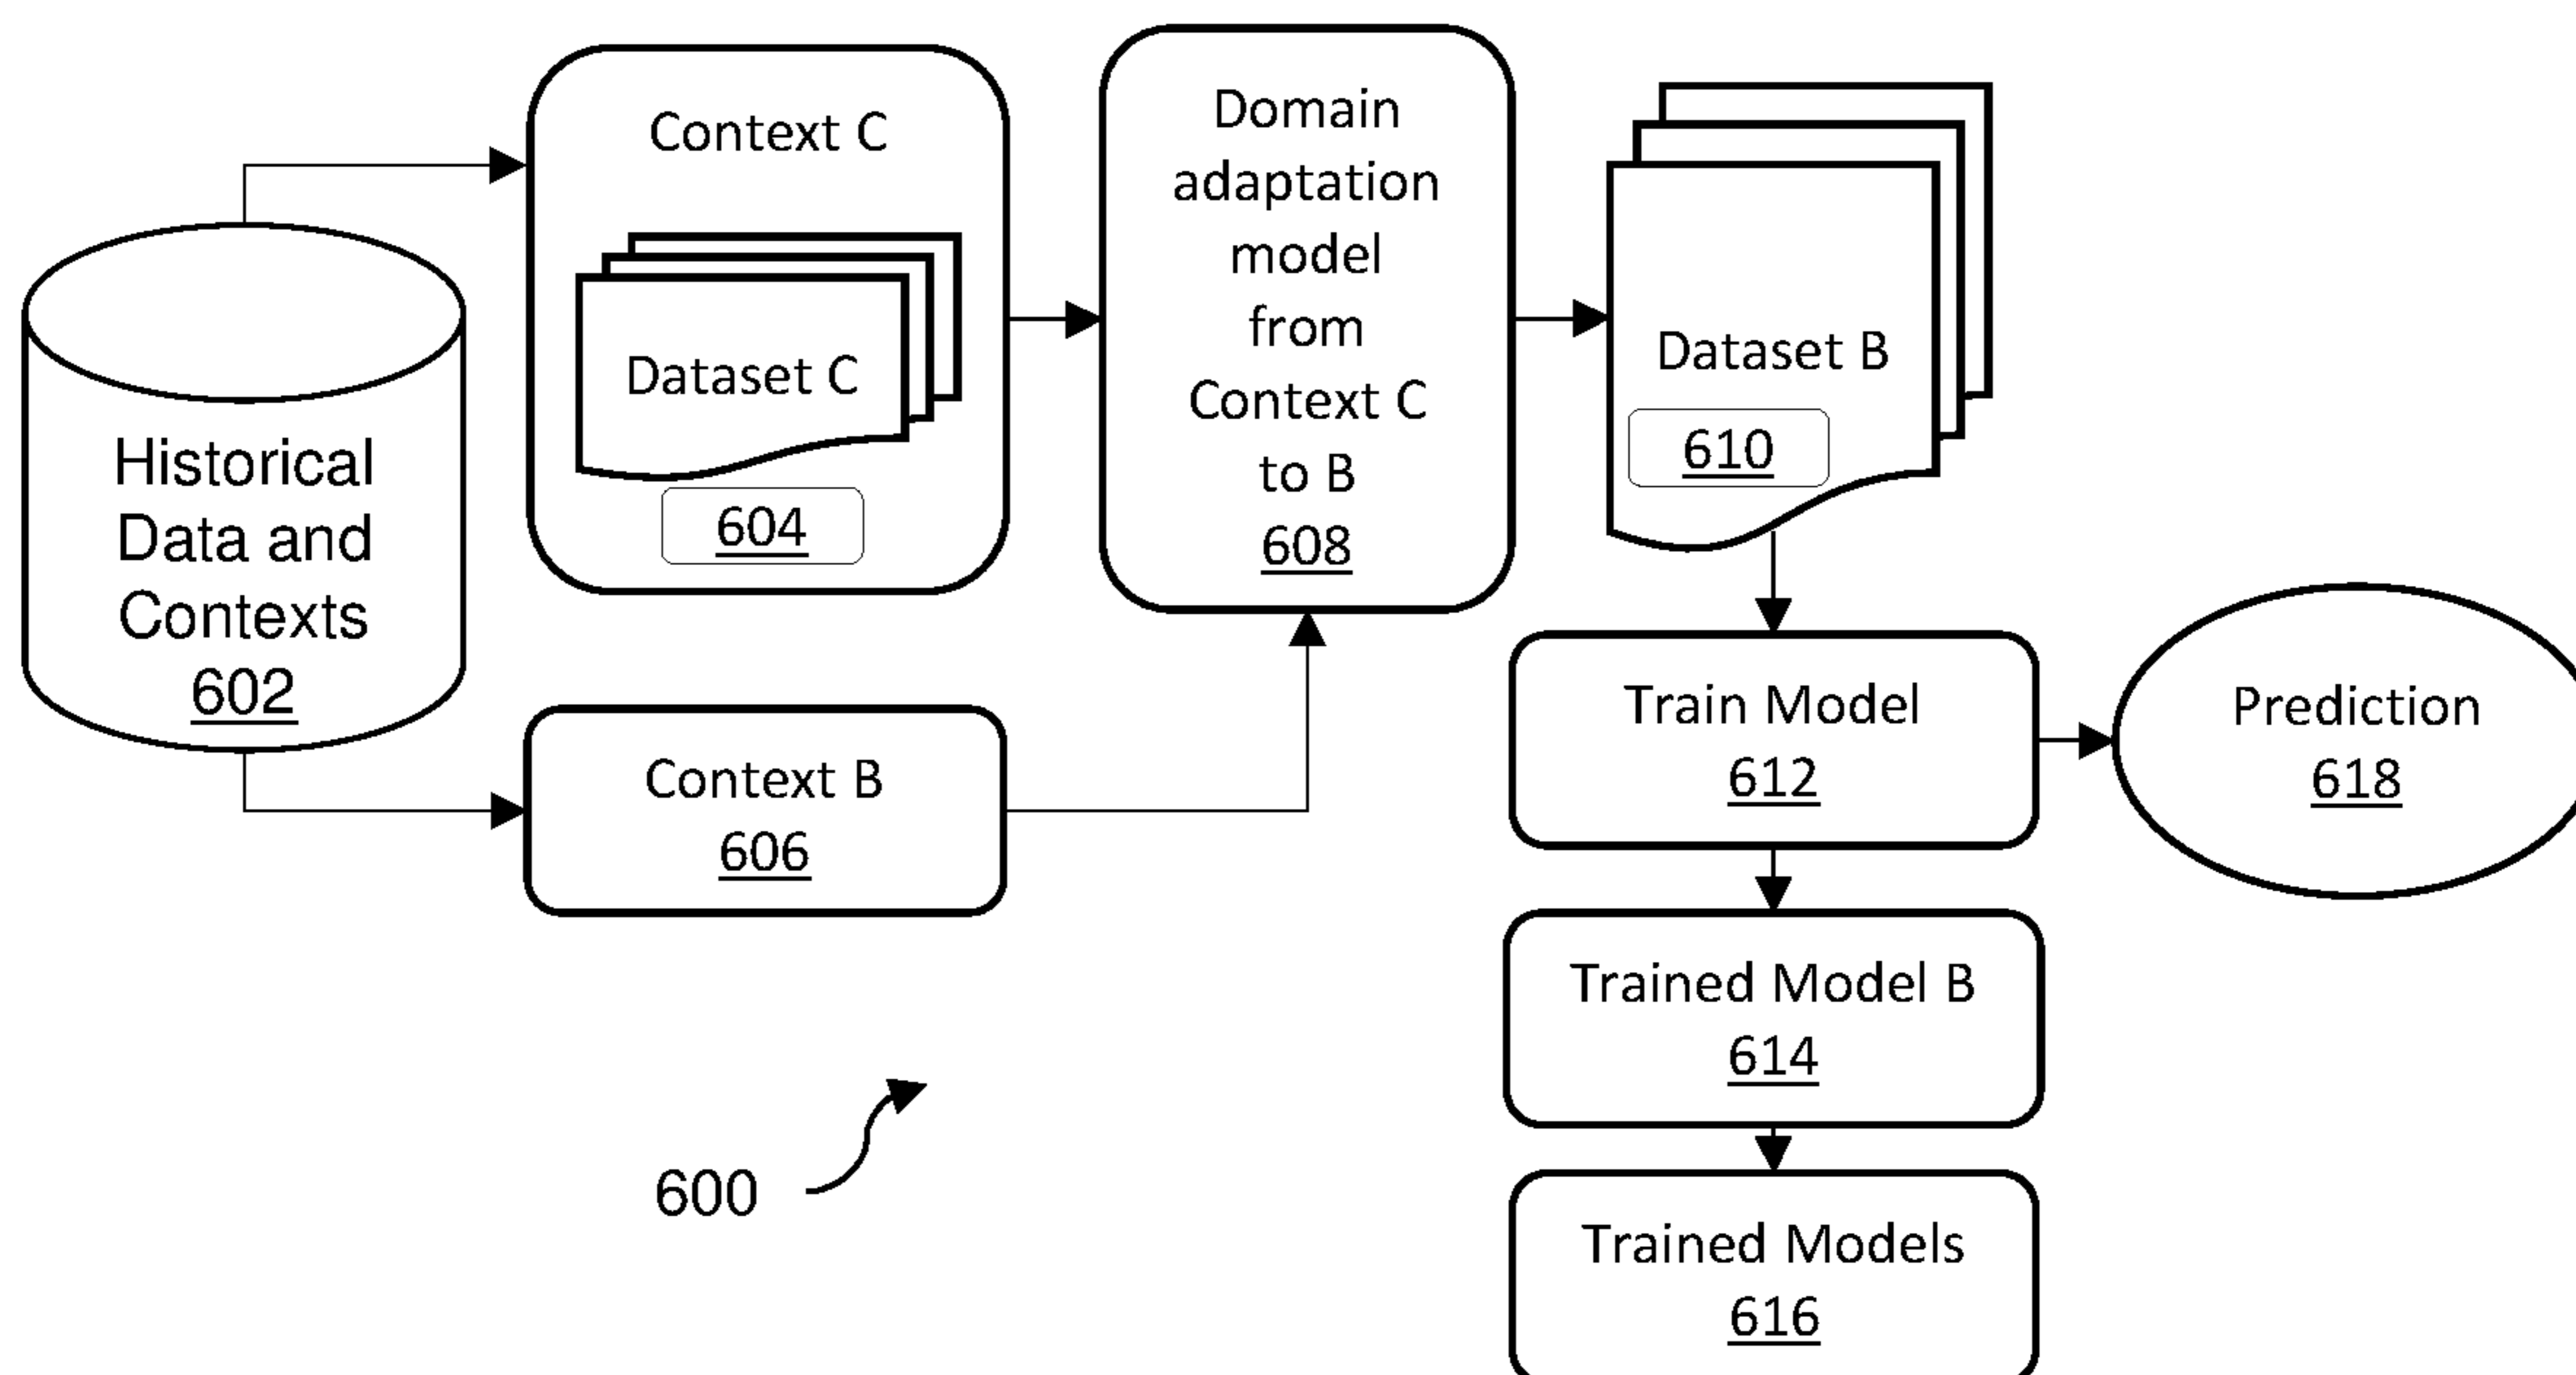 Historical
Data and
Contexts
602
Context C
Dataset C
604
Context B
606
Domain
adaptation
model
from
Context C
to B
608
Dataset B
610
Train Model
612
Prediction
618
Trained Model B
614
Trained Models
616
600